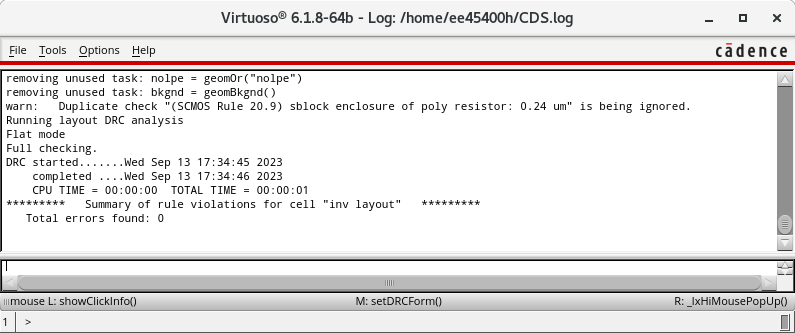 Virtuoso® 6.1.8-64b - Log: /home/ee45400h/CDS.log
File Tools Options Help
cādence
removing unused task: nolpe = geomOr("nolpe")
removing unused task: bkgnd = geomBkgnd()
warn:   Duplicate check "(SCMOS Rule 20.9) sblock enclosure of poly resistor: 0.24 um" is being ignored.
Running layout DRC analysis
Flat mode
Full checking.
DRC started.......Wed Sep 13 17:34:45 2023
    completed ....Wed Sep 13 17:34:46 2023
    CPU TIME = 00:00:00  TOTAL TIME = 00:00:01
*********   Summary of rule violations for cell "inv layout"   *********
   Total errors found: 0
mouse L: showClickInfo() M: setDRCForm() R: _lxHiMousePopUp()
1 >